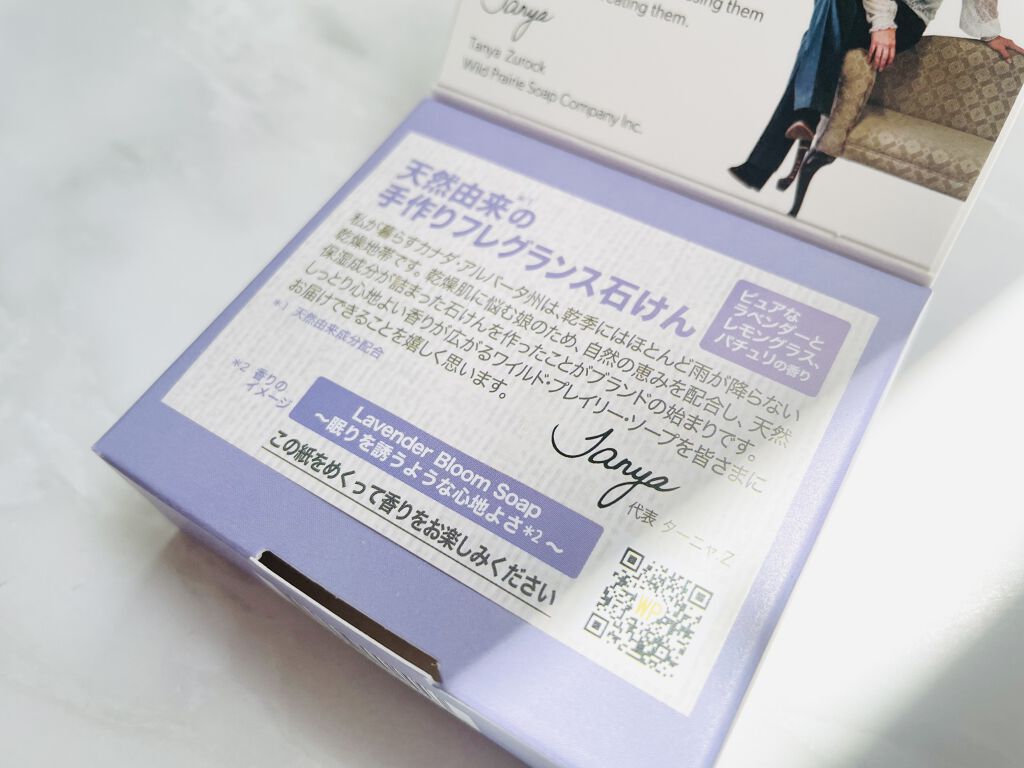 using them
eating them.
Tanya
Tanya Zurock
Wild Prairie Soap Company Inc.
天然由来の※1
手作りフレグランス石けん
ピュアな
ラベンダーと
レモングラス、
パチュリの香り
私が暮らすカナダ・アルバータ州は、乾季にはほとんど雨が降らない
乾燥地帯です。乾燥肌に悩む娘のため、自然の恵みを配合し、天然
保湿成分が詰まった石けんを作ったことがブランドの始まりです。
しっとり心地よい香りが広がるワイルド・プレイリー・ソープを皆さまに
お届けできることを嬉しく思います。
※1 天然由来成分配合
Tanya
代表 ターニャ Z
※2 香りの
イメージ
Lavender Bloom Soap
～眠りを誘うような心地よさ※2～
この紙をめくって香りをお楽しみください
WP